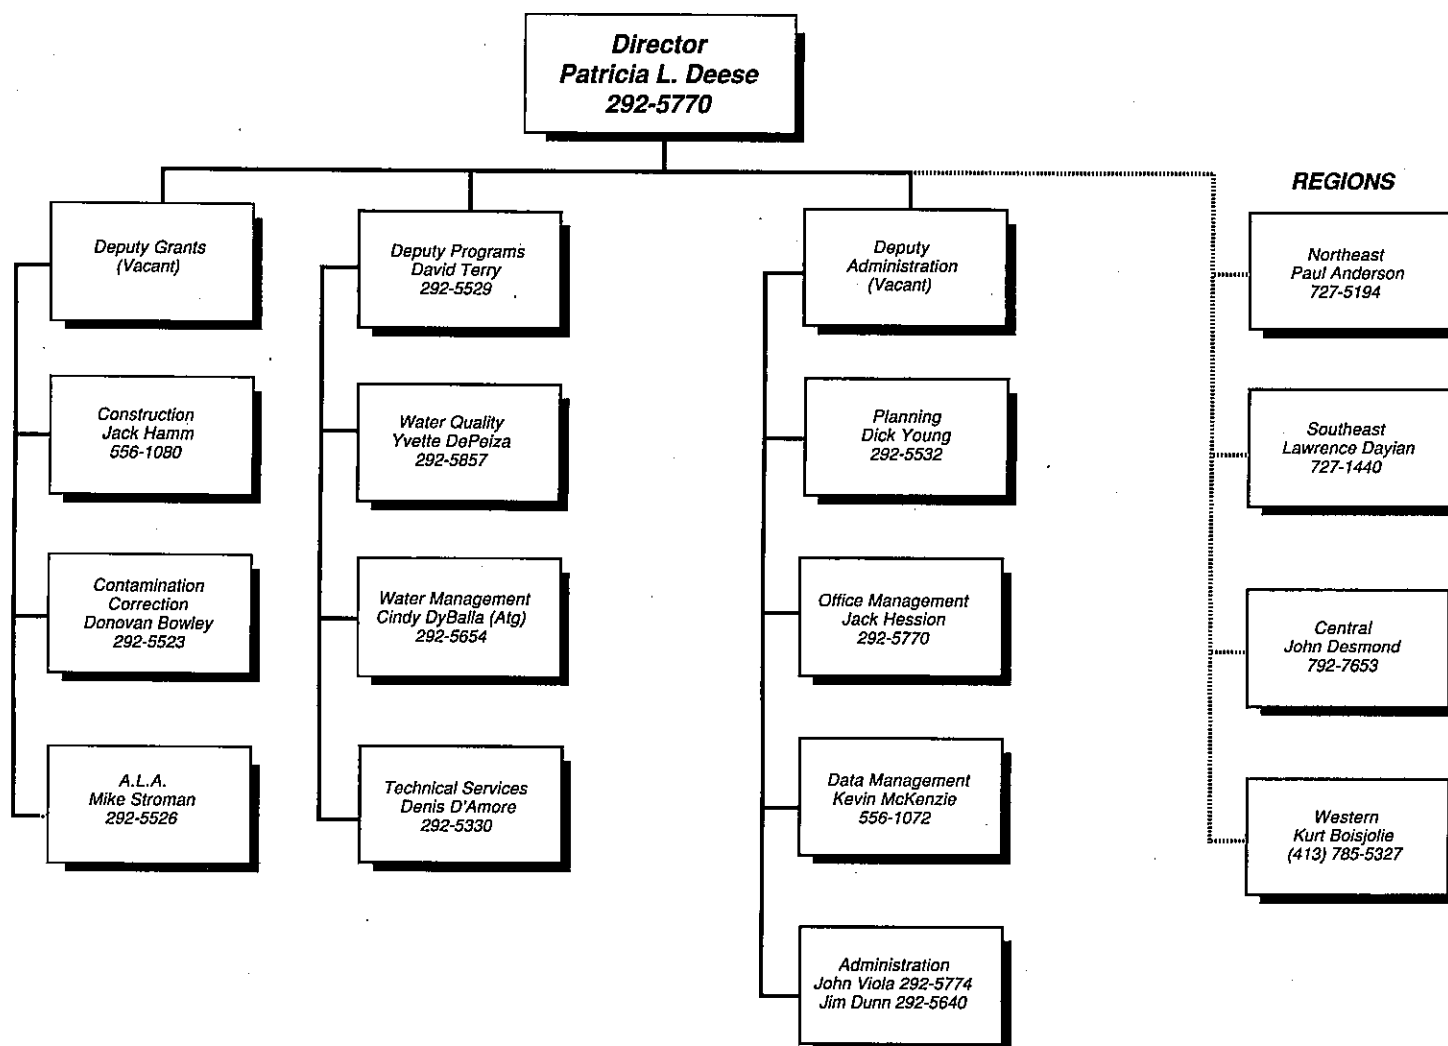 Director
Patricia L. Deese
292-5770
Deputy Grants
(Vacant)
Construction
Jack Hamm
556-1080
Contamination
Correction
Donovan Bowley
292-5523
A.L.A.
Mike Stroman
292-5526
Deputy Programs
David Terry
292-5529
Water Quality
Yvette DePeiza
292-5857
Water Management
Cindy DyBalla (Atg)
292-5654
Technical Services
Denis D'Amore
292-5330
Deputy
Administration
(Vacant)
Planning
Dick Young
292-5532
Office Management
Jack Hession
292-5770
Data Management
Kevin McKenzie
556-1072
Administration
John Viola 292-5774
Jim Dunn 292-5640
REGIONS
Northeast
Paul Anderson
727-5194
Southeast
Lawrence Dayian
727-1440
Central
John Desmond
792-7653
Western
Kurt Boisjolie
(413) 785-5327